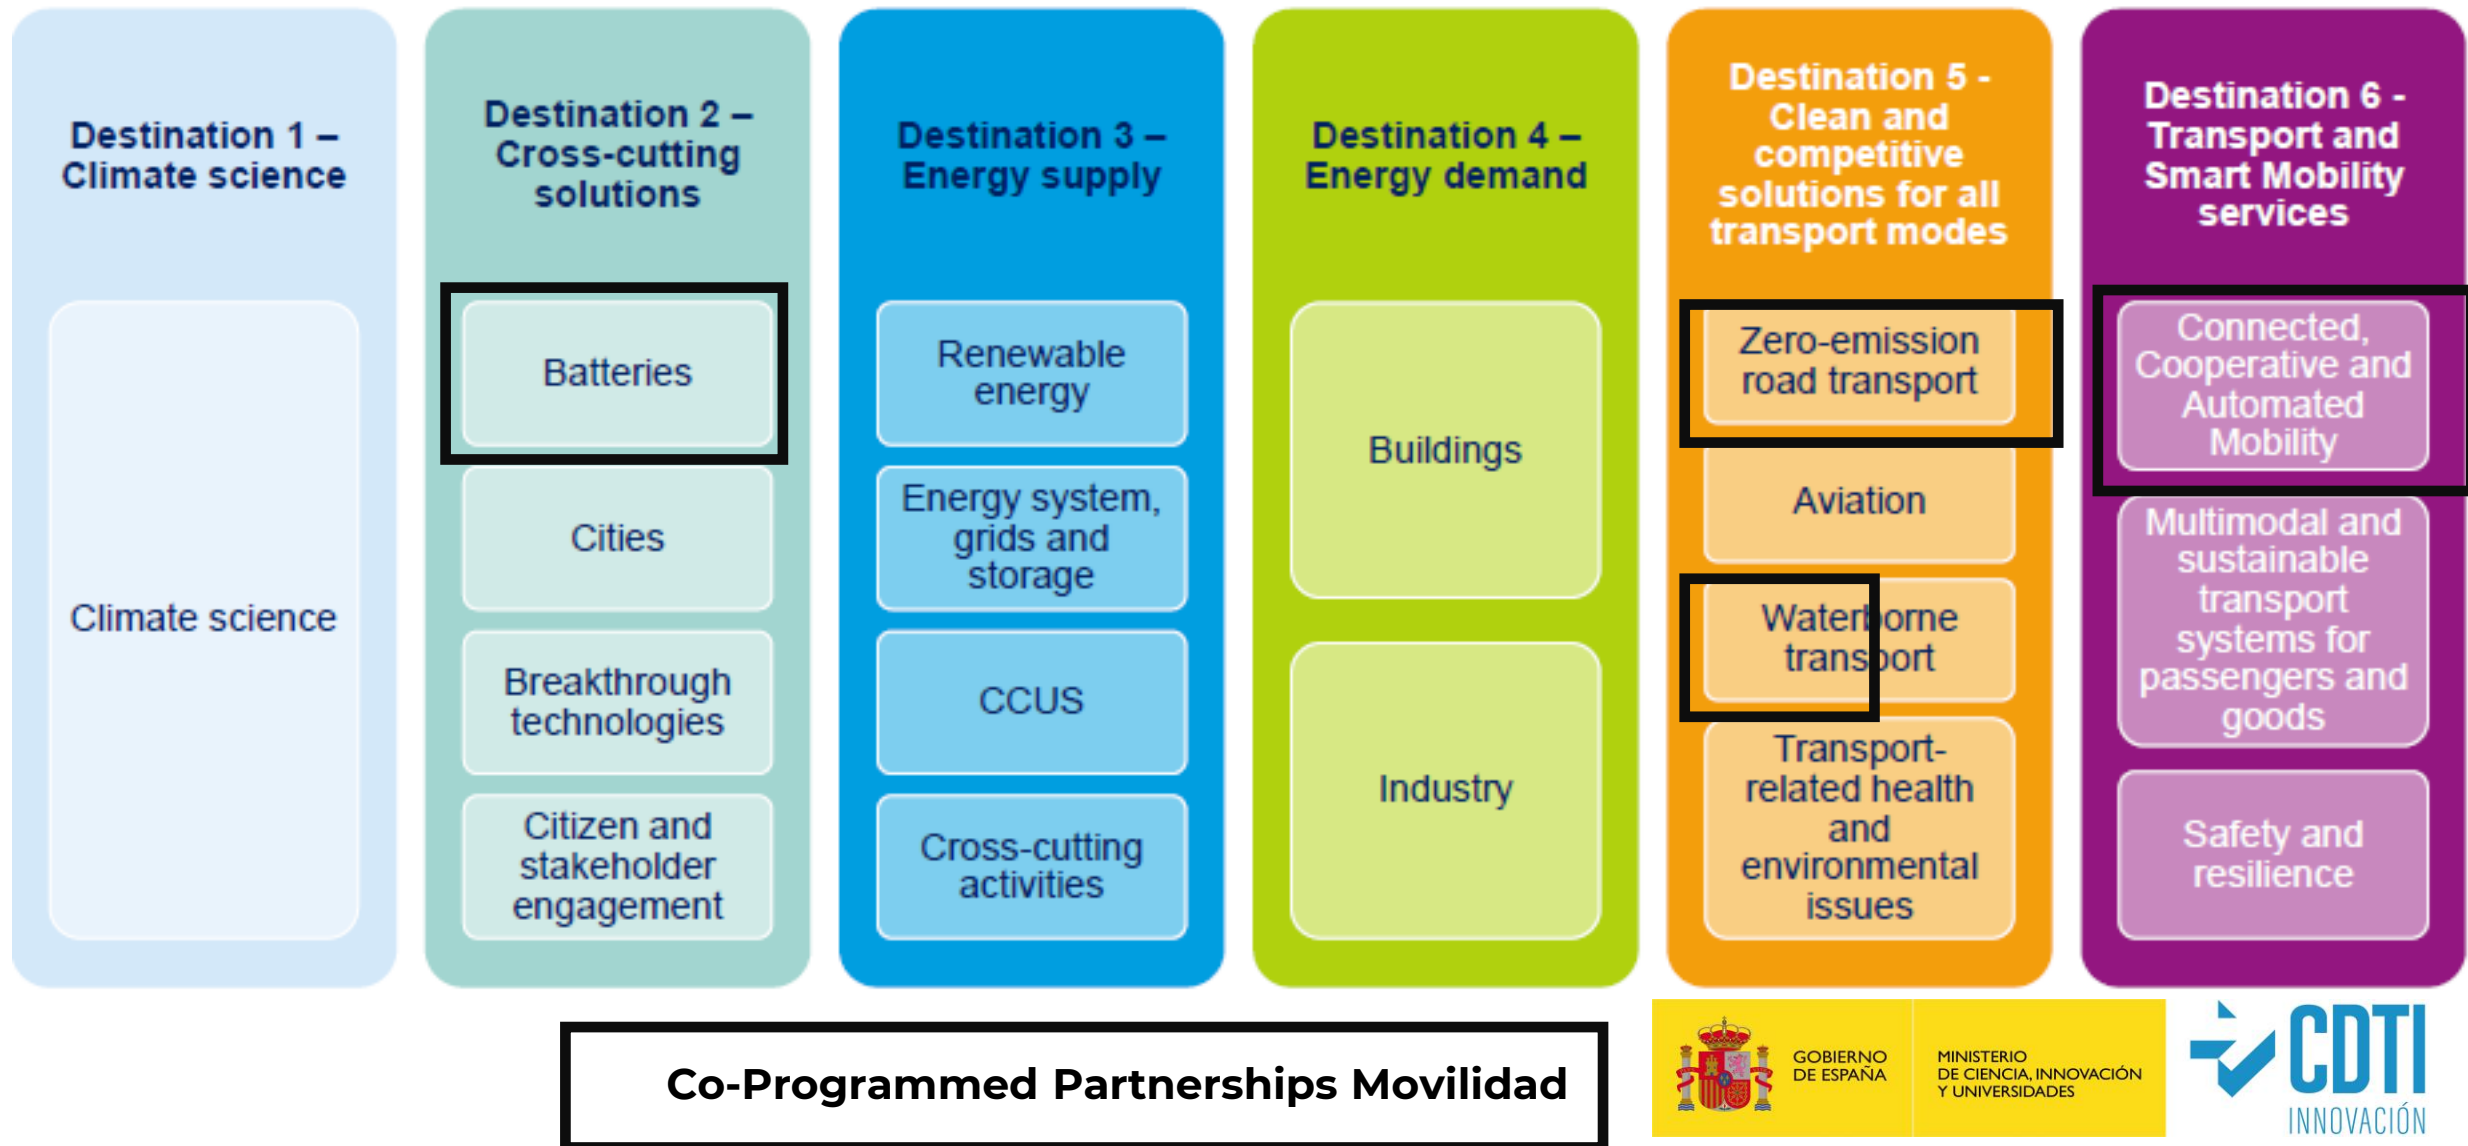 Destination 1 –
Climate science
Climate science
Destination 2 –
Cross-cutting
solutions
Batteries
Cities
Breakthrough
technologies
Citizen and
stakeholder
engagement
Destination 3 –
Energy supply
Renewable
energy
Energy system,
grids and
storage
CCUS
Cross-cutting
activities
Destination 4 –
Energy demand
Buildings
Industry
Destination 5 -
Clean and
competitive
solutions for all
transport modes
Zero-emission
road transport
Aviation
Waterborne
transport
Transport-
related health
and
environmental
issues
Destination 6 -
Transport and
Smart Mobility
services
Connected,
Cooperative and
Automated
Mobility
Multimodal and
sustainable
transport
systems for
passengers and
goods
Safety and
resilience
Co-Programmed Partnerships Movilidad
GOBIERNO
DE ESPAÑA
MINISTERIO
DE CIENCIA, INNOVACIÓN
Y UNIVERSIDADES
CDTI
INNOVACIÓN